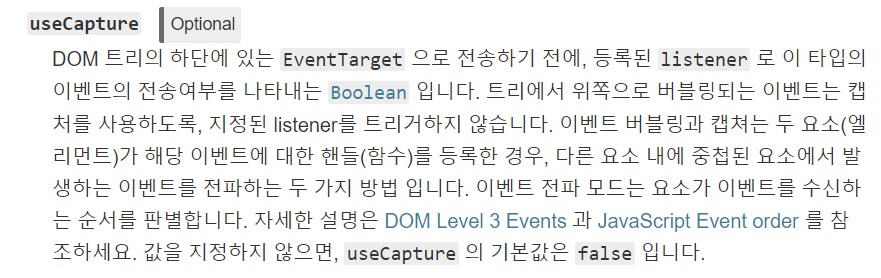 useCapture Optional
DOM 트리의 하단에 있는 EventTarget 으로 전송하기 전에, 등록된 listener 로 이 타입의
이벤트의 전송여부를 나타내는 Boolean 입니다. 트리에서 위쪽으로 버블링되는 이벤트는 캡
처를 사용하도록, 지정된 listener를 트리거하지 않습니다. 이벤트 버블링과 캡쳐는 두 요소(엘
리먼트)가 해당 이벤트에 대한 핸들(함수)를 등록한 경우, 다른 요소 내에 중첩된 요소에서 발
생하는 이벤트를 전파하는 두 가지 방법 입니다. 이벤트 전파 모드는 요소가 이벤트를 수신하
는 순서를 판별합니다. 자세한 설명은 DOM Level 3 Events 과 JavaScript Event order 를 참
조하세요. 값을 지정하지 않으면, useCapture 의 기본값은 false 입니다.